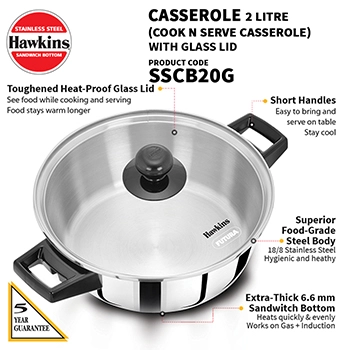 STAINLESS STEEL
Hawkins
SANDWICH BOTTOM
CASSEROLE 2 LITRE
(COOK N SERVE CASSEROLE)
WITH GLASS LID
PRODUCT CODE
SSCB20G
Toughened Heat-Proof Glass Lid
See food while cooking and serving
Food stays warm longer
Short Handles
Easy to bring and
serve on table
Stay cool
Hawkins
FUTURA
Superior
Food-Grade
Steel Body
18/8 Stainless Steel
Hygienic and heathy
Extra-Thick 6.6 mm
Sandwich Bottom
Heats quickly & evenly
Works on Gas + Induction
5
YEAR
GUARANTEE